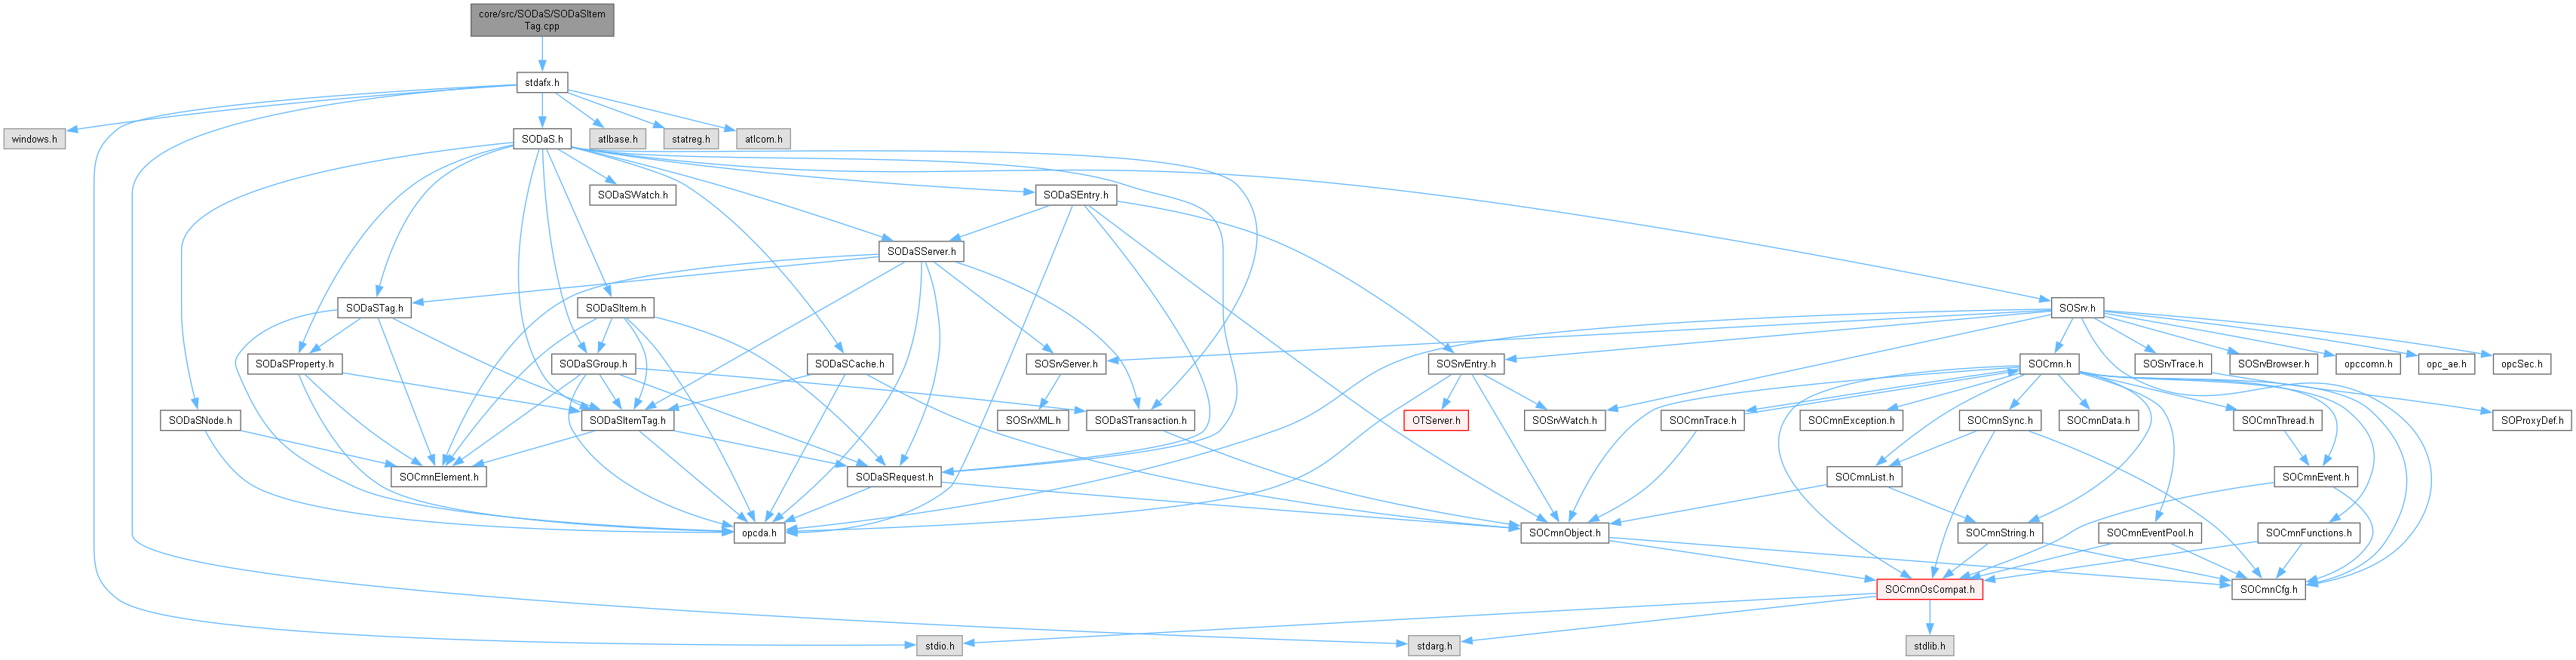 core/src/SODaS/SODaSItem
Tag.cpp
stdafx.h
windows.h
SODaS.h
atlbase.h
statreg.h
atlcom.h
SODaSWatch.h
SODaSEntry.h
SODaSServer.h
SODaSTag.h
SODaSItem.h
SOSrv.h
SODaSProperty.h
SODaSGroup.h
SODaSCache.h
SOSrvServer.h
SOSrvEntry.h
SOCmn.h
SOSrvTrace.h
SOSrvBrowser.h
opccomn.h
opc_ae.h
opcSec.h
SODaSNode.h
SODaSItemTag.h
SOSrvXML.h
SODaSTransaction.h
OTServer.h
SOSrvWatch.h
SOCmnTrace.h
SOCmnException.h
SOCmnSync.h
SOCmnData.h
SOCmnThread.h
SOProxyDef.h
SOCmnElement.h
SODaSRequest.h
SOCmnList.h
SOCmnEvent.h
opcda.h
SOCmnObject.h
SOCmnString.h
SOCmnEventPool.h
SOCmnFunctions.h
SOCmnOsCompat.h
SOCmnCfg.h
stdio.h
stdarg.h
stdlib.h